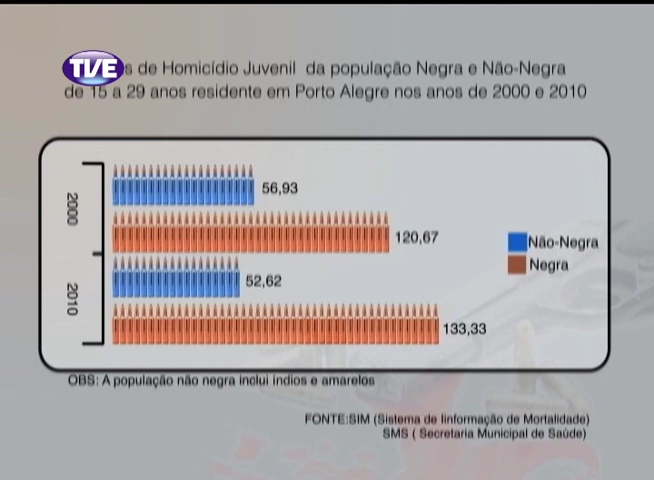 TVE
s de Homicídio Juvenil da população Negra e Não-Negra
de 15 a 29 anos residente em Porto Alegre nos anos de 2000 e 2010
2000
56,93
120,67
Não-Negra
Negra
2010
52,62
133,33
OBS: A população não negra inclui indios e amarelos
FONTE:SIM (Sistema de Iinformação de Mortalidade)
SMS ( Secretaria Municipal de Saúde)